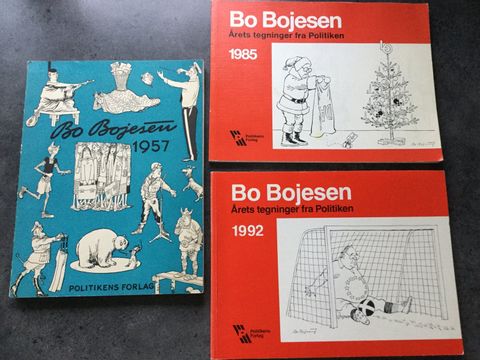 Bo Bojesen
1957
POLITIKENS FORLAG
Bo Bojesen
Årets tegninger fra Politiken
1985
Politikens
Forlag
Bo Bojesen
Årets tegninger fra Politiken
1992
Politikens
Forlag